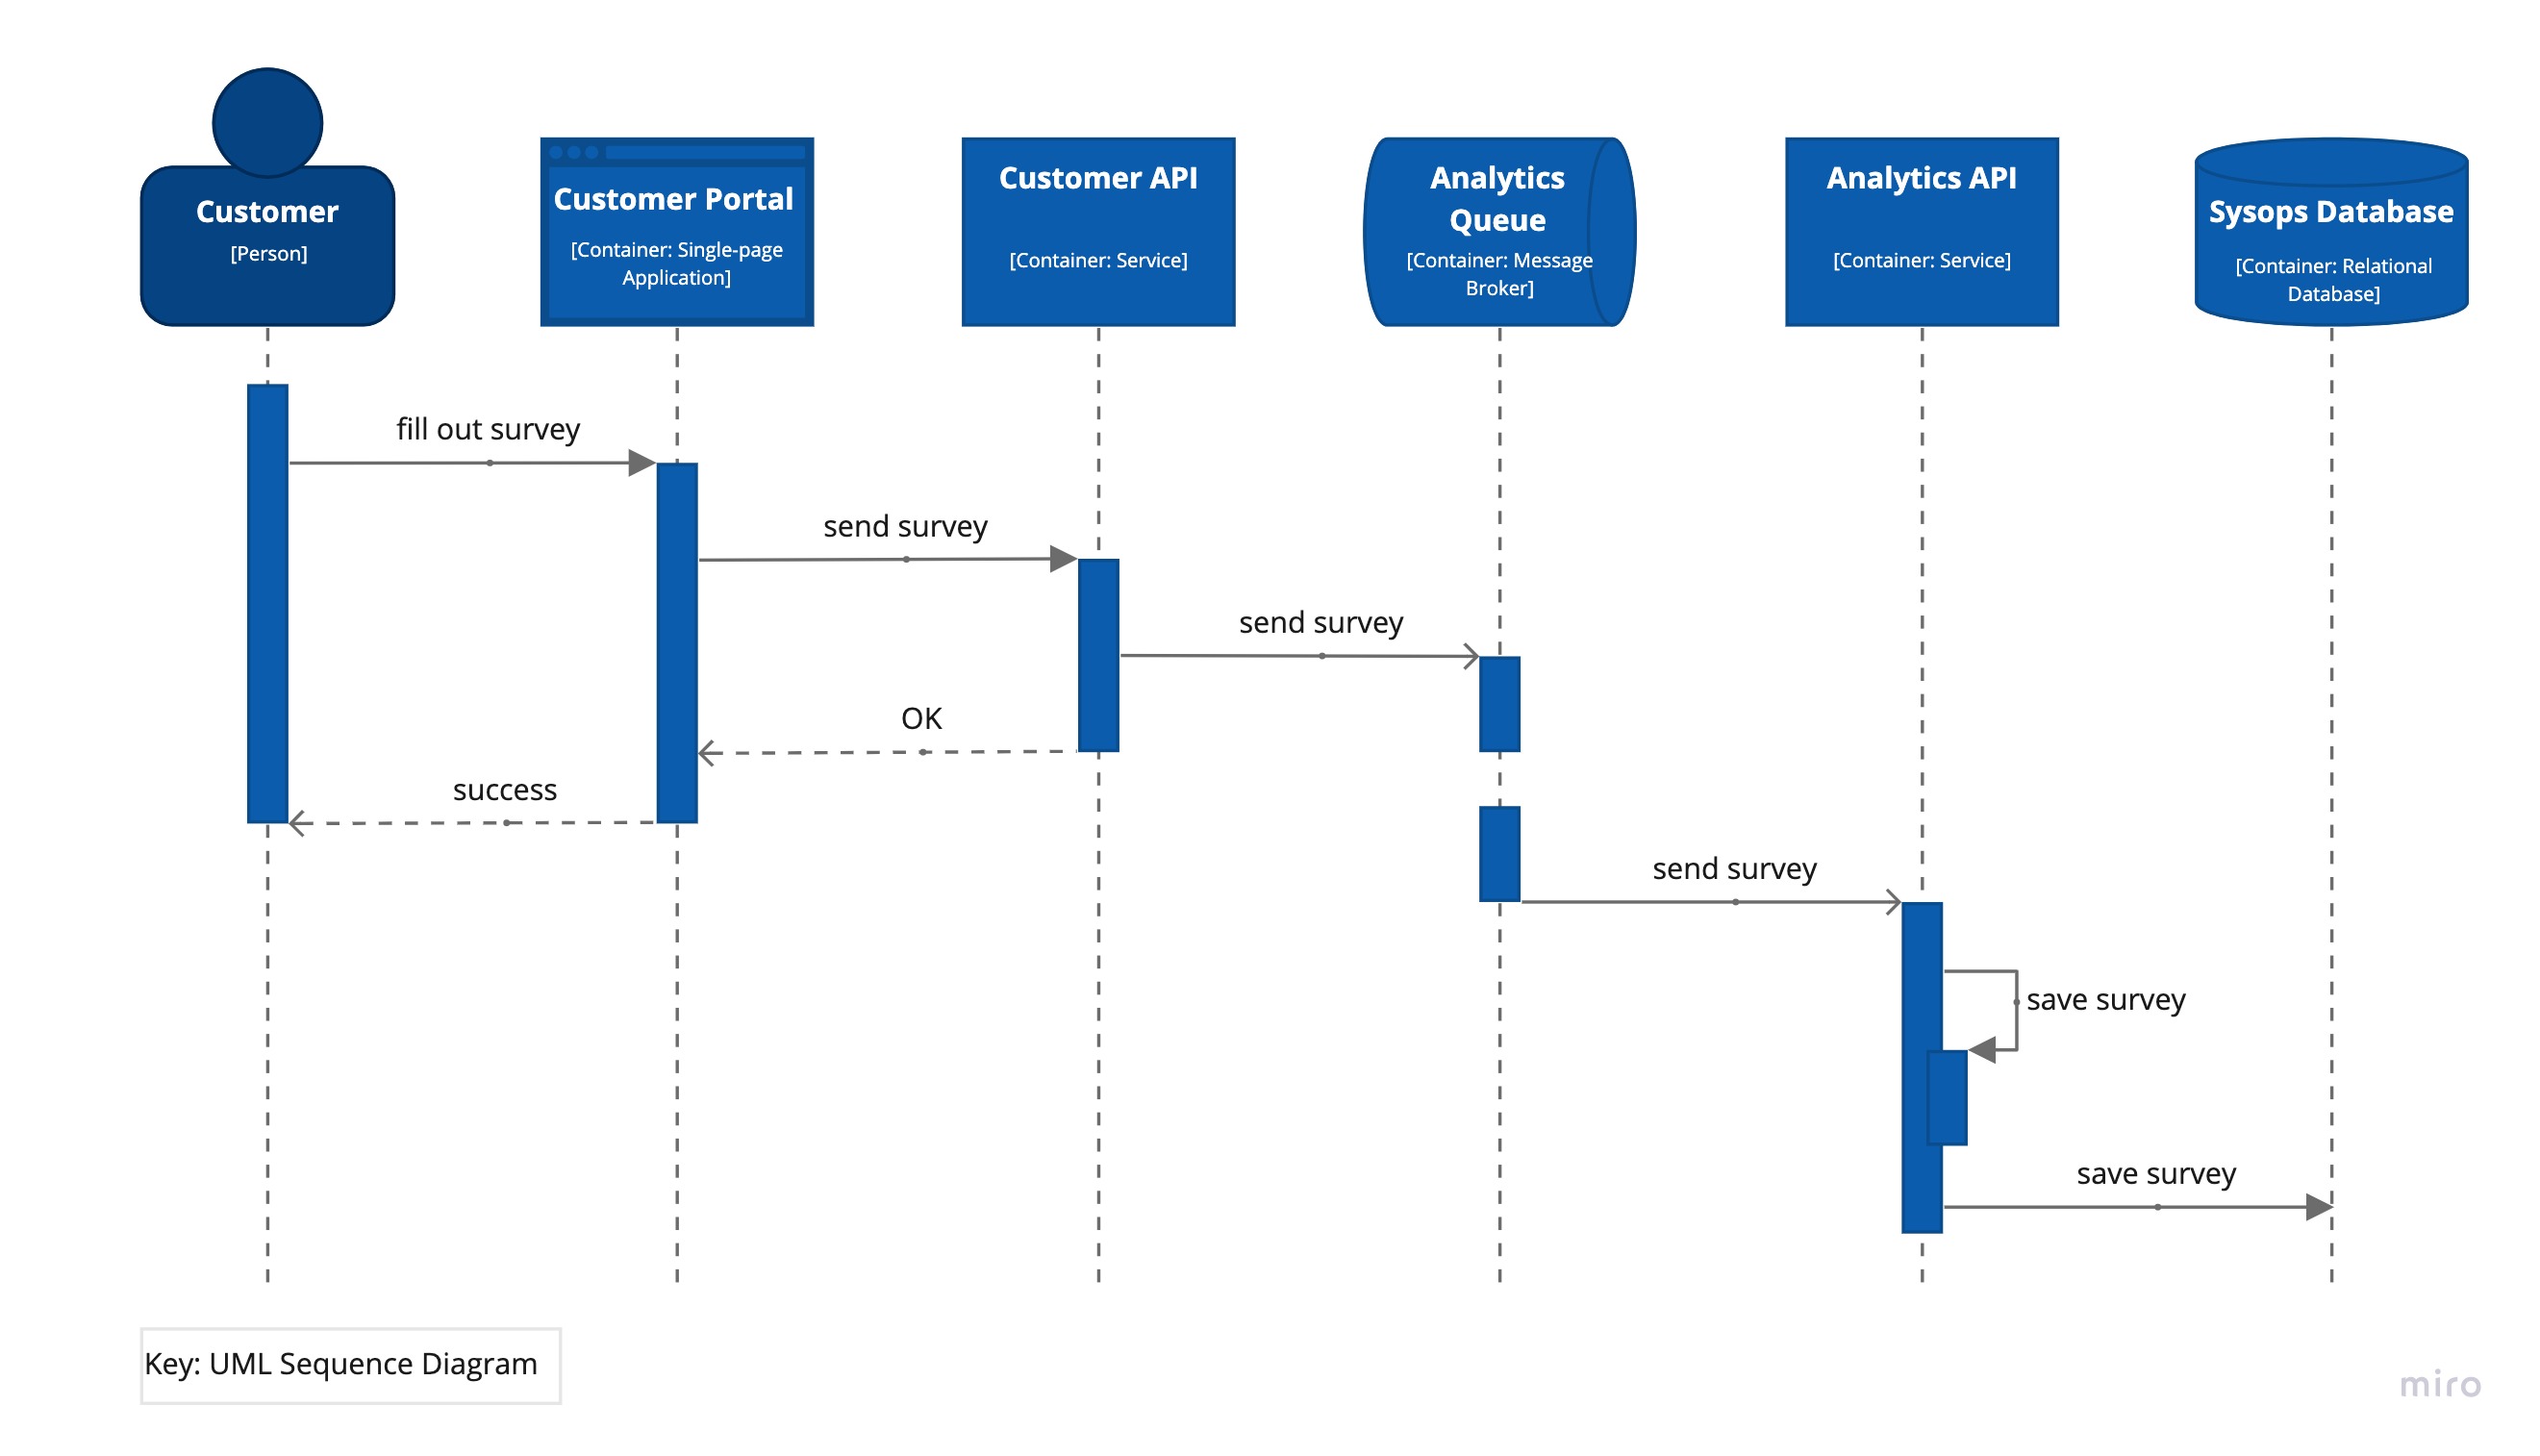 Customer
[Person]
Customer Portal
[Container: Single-page
Application]
Customer API
[Container: Service]
Analytics
Queue
[Container: Message
Broker]
Analytics API
[Container: Service]
Sysops Database
[Container: Relational
Database]
fill out survey
send survey
send survey
OK
success
send survey
save survey
save survey
Key: UML Sequence Diagram
miro